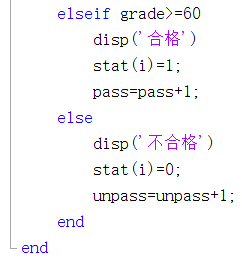 elseif grade>=60
disp('合格')
stat(i)=1;
pass=pass+1;
else
disp('不合格')
stat(i)=0;
unpass=unpass+1;
end
end